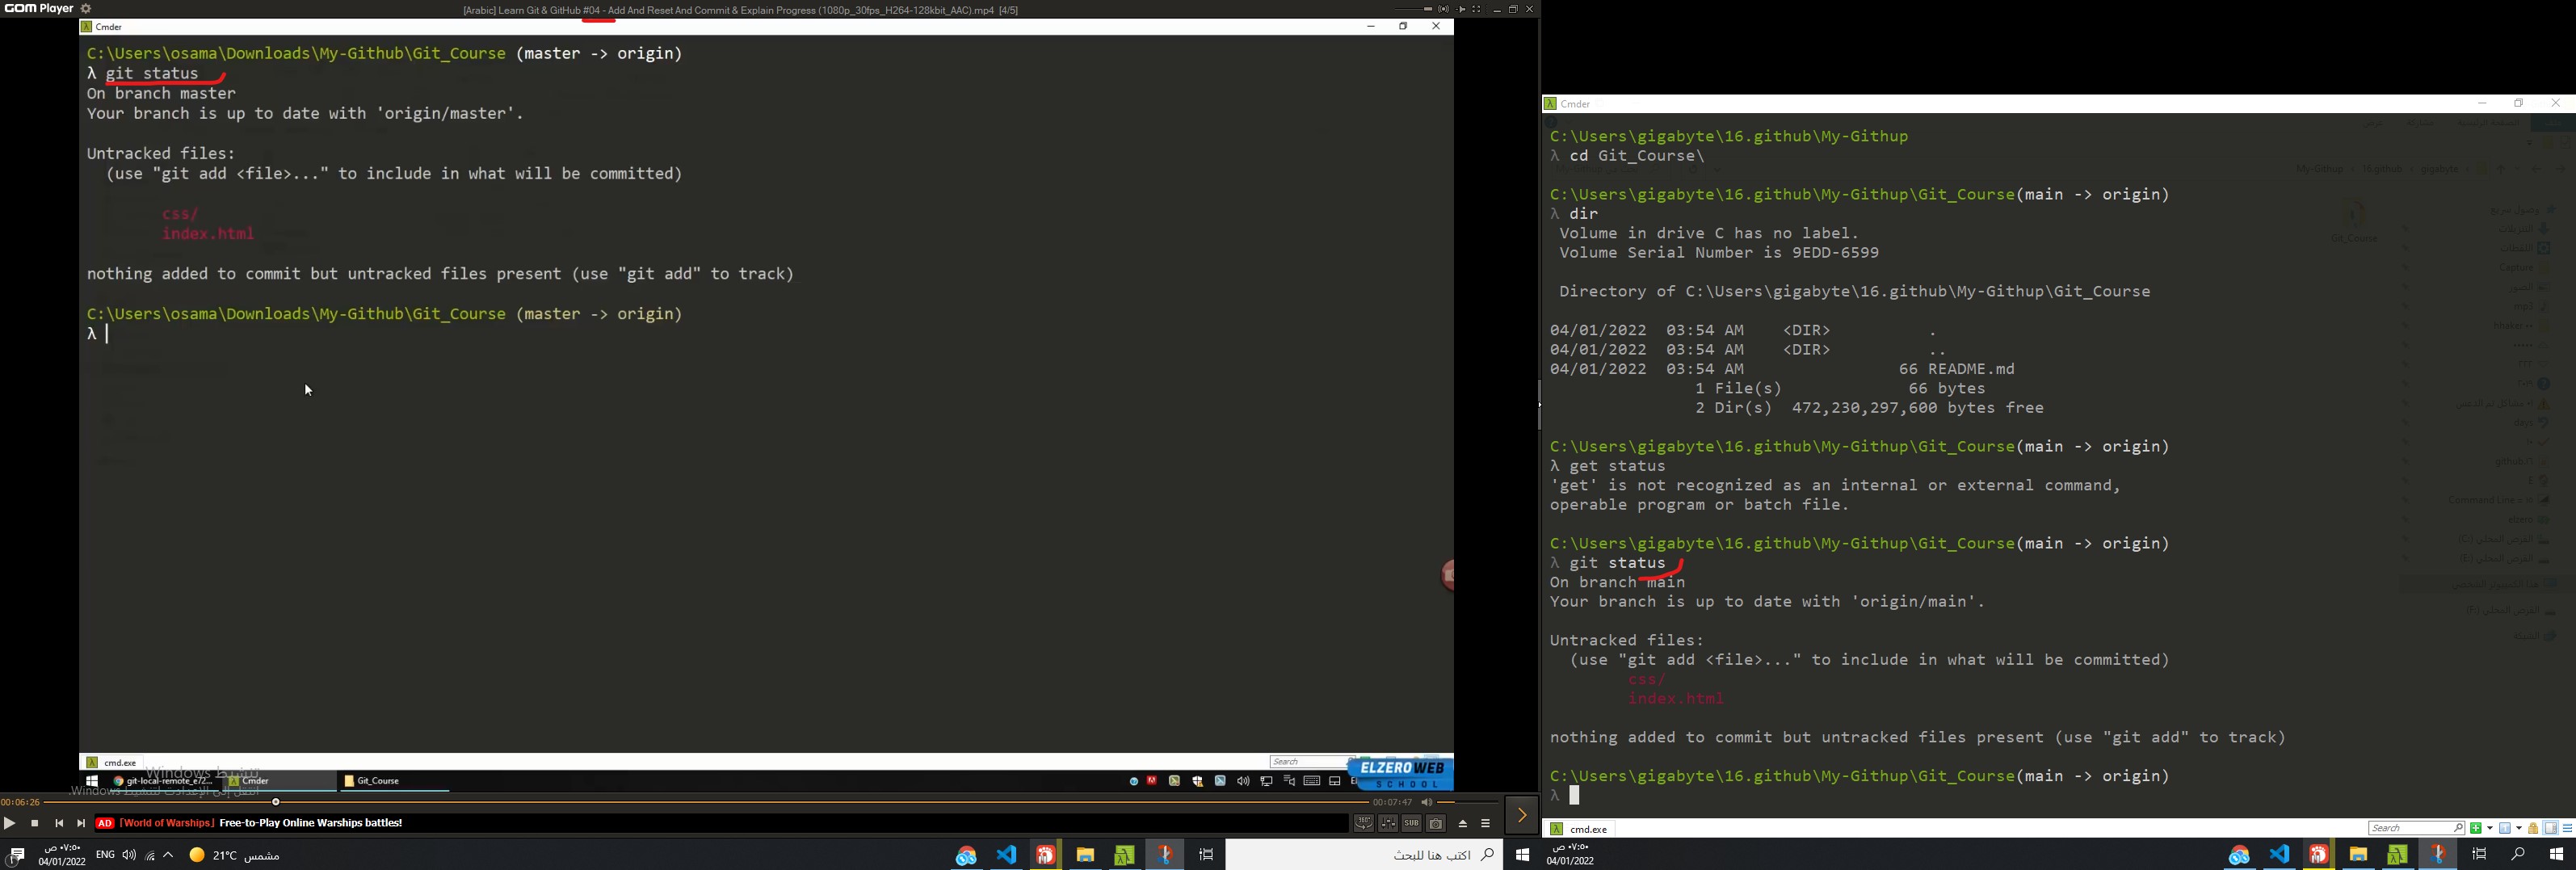 GOM Player
[Arabic] Learn Git & GitHub #04 - Add And Reset And Commit & Explain Progress (1080p_30fps_H264-128kbit_AAC).mp4 [4/5]
Cmder
C:\Users\osama\Downloads\My-Github\Git_Course (master -> origin)
λ git status
On branch master
Your branch is up to date with 'origin/master'.
Untracked files:
(use "git add <file>..." to include in what will be committed)
css/
index.html
nothing added to commit but untracked files present (use "git add" to track)
C:\Users\osama\Downloads\My-Github\Git_Course (master -> origin)
λ
cmd.exe
Search
ELZERO WEB
SCHOOL
تنشيط Windows
انتقل إلى الإعدادات لتنشيط Windows.
git-local-remote_e72...
Cmder
Git_Course
00:06:26
00:07:47
AD [World of Warships] Free-to-Play Online Warships battles!
360°
SUB
٠٧:٥٠ ص
04/01/2022
ENG
21°C
مشمس
اكتب هنا للبحث
Cmder
C:\Users\gigabyte\16.github\My-Githup
λ cd Git_Course\
C:\Users\gigabyte\16.github\My-Githup\Git_Course(main -> origin)
λ dir
Volume in drive C has no label.
Volume Serial Number is 9EDD-6599
Directory of C:\Users\gigabyte\16.github\My-Githup\Git_Course
04/01/2022 03:54 AM <DIR> .
04/01/2022 03:54 AM <DIR> ..
04/01/2022 03:54 AM 66 README.md
1 File(s) 66 bytes
2 Dir(s) 472,230,297,600 bytes free
C:\Users\gigabyte\16.github\My-Githup\Git_Course(main -> origin)
λ get status
'get' is not recognized as an internal or external command,
operable program or batch file.
C:\Users\gigabyte\16.github\My-Githup\Git_Course(main -> origin)
λ git status
On branch main
Your branch is up to date with 'origin/main'.
Untracked files:
(use "git add <file>..." to include in what will be committed)
css/
index.html
nothing added to commit but untracked files present (use "git add" to track)
C:\Users\gigabyte\16.github\My-Githup\Git_Course(main -> origin)
λ
cmd.exe
Search
٠٧:٥٠ ص
04/01/2022